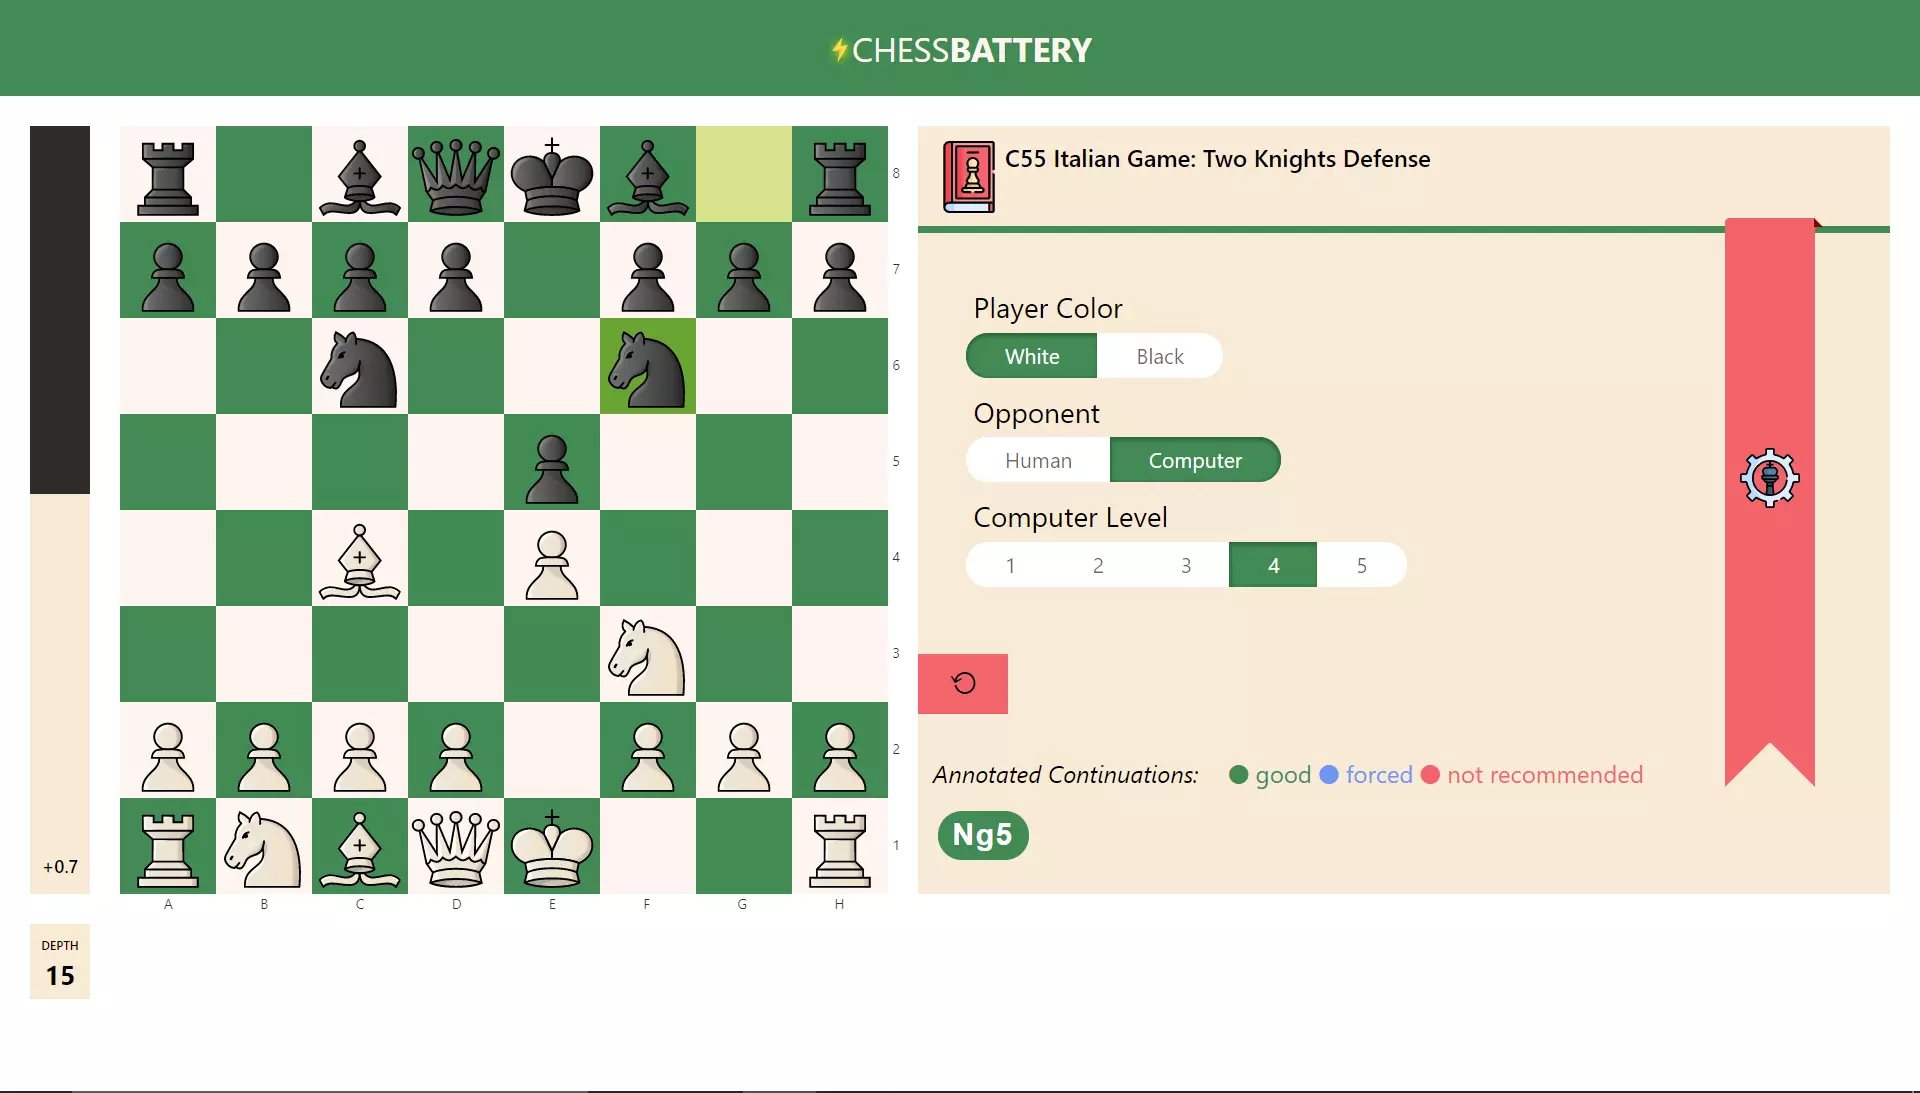 CHESSBATTERY
C55 Italian Game: Two Knights Defense
8
7
6
5
4
3
2
1
A B C D E F G H
+0.7
DEPTH
15
Player Color
White Black
Opponent
Human Computer
Computer Level
1 2 3 4 5
Annotated Continuations: good forced not recommended
Ng5